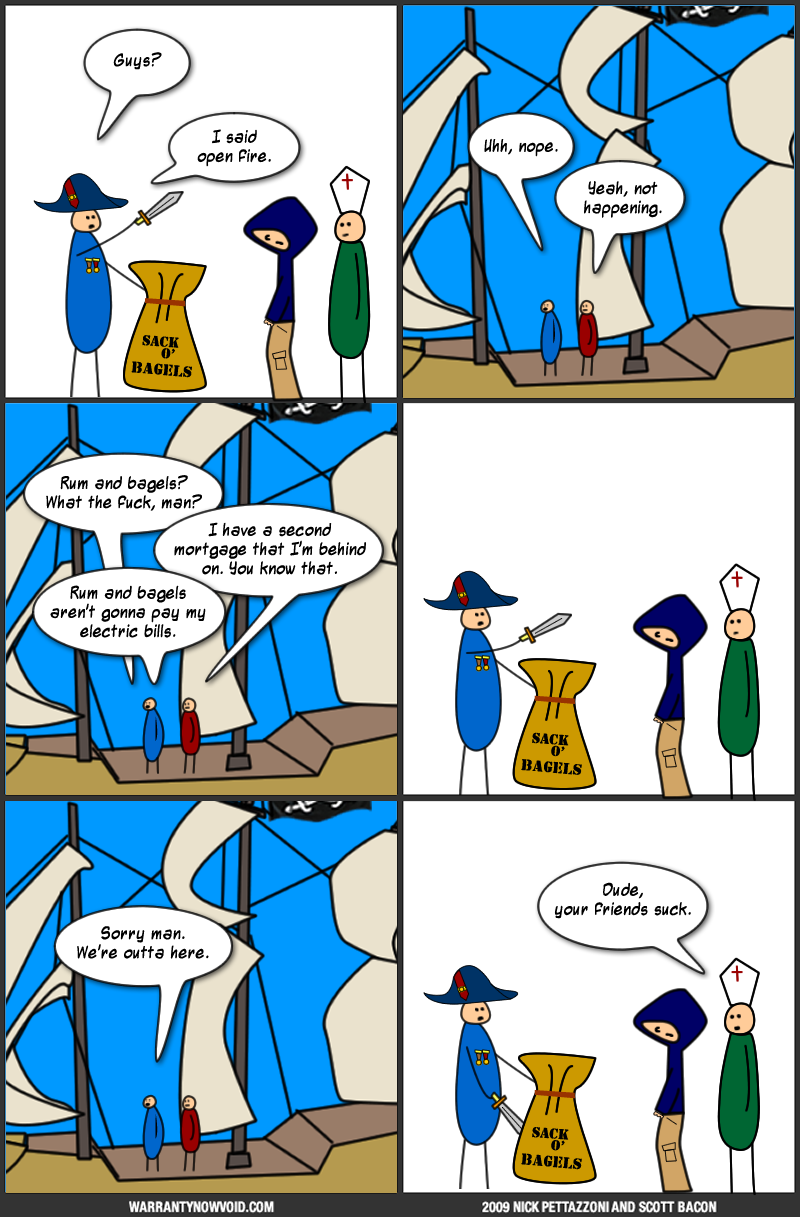 Guys?
I said
open fire.
SACK
O'
BAGELS
Uhh, nope.
Yeah, not
happening.
Rum and bagels?
What the fuck, man?
I have a second
mortgage that I'm behind
on. You know that.
Rum and bagels
aren't gonna pay my
electric bills.
SACK
O'
BAGELS
Sorry man.
We're outta here.
Dude,
your friends suck.
SACK
O'
BAGELS
WARRANTYNOWVOID.COM
2009 NICK PETTAZZONI AND SCOTT BACON